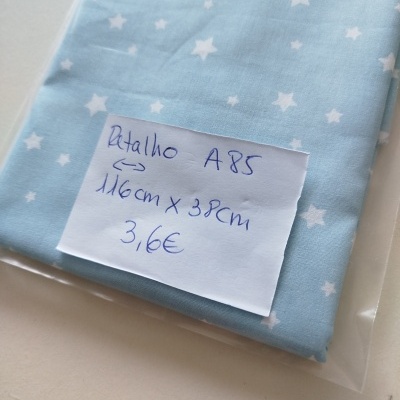 Retalho A85
↔
116cm x 38cm
3,6€